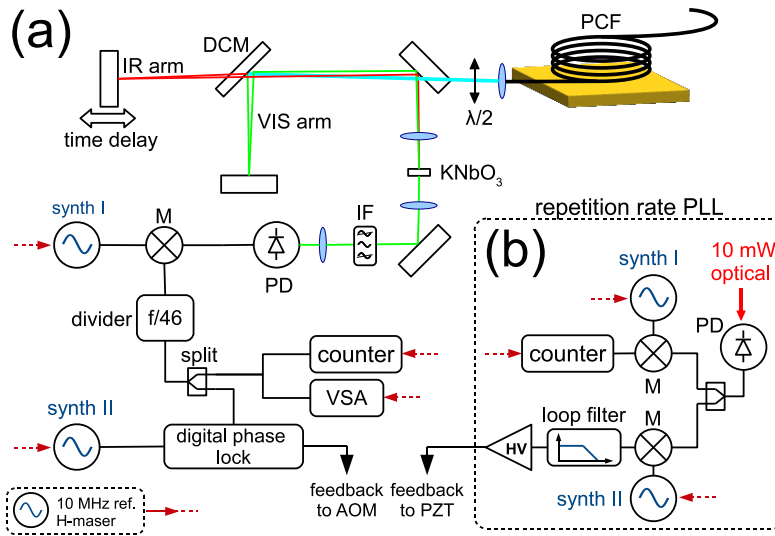 (a)
DCM
PCF
IR arm
time delay
VIS arm
λ/2
KNbO3
synth I
M
IF
PD
divider
f/46
split
counter
VSA
synth II
digital phase
lock
feedback
to AOM
feedback
to PZT
10 MHz ref.
H-maser
repetition rate PLL
(b)
10 mW
optical
synth I
PD
counter
M
loop filter
M
HV
synth II